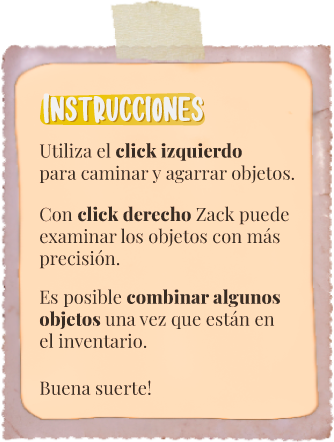 INSTRUCCIONES
Utiliza el click izquierdo
para caminar y agarrar objetos.
Con click derecho Zack puede
examinar los objetos con más
precisión.
Es posible combinar algunos
objetos una vez que están en
el inventario.
Buena suerte!